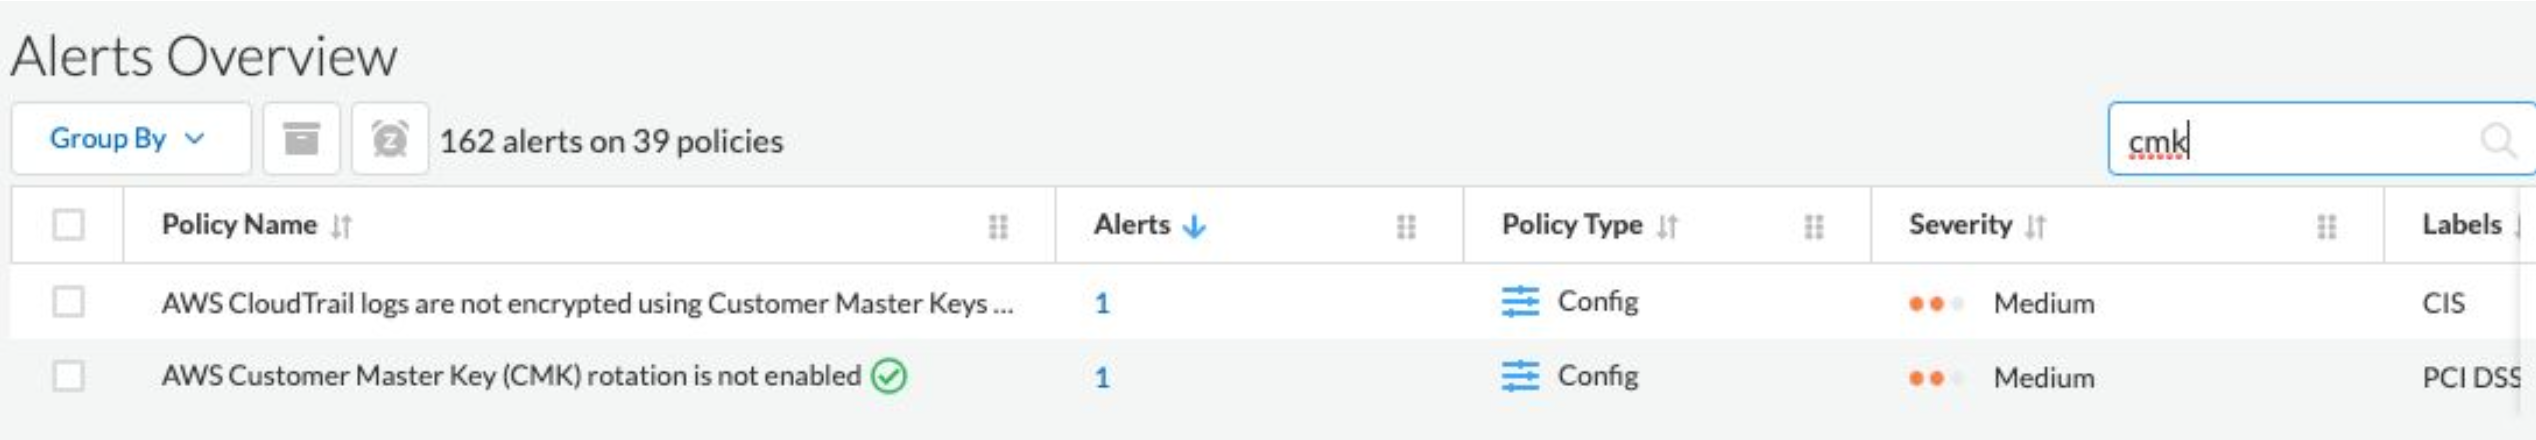 Alerts Overview
Group By 162 alerts on 39 policies cmk
Policy Name Alerts Policy Type Severity Labels
AWS CloudTrail logs are not encrypted using Customer Master Keys ... 1 Config Medium CIS
AWS Customer Master Key (CMK) rotation is not enabled 1 Config Medium PCI DSS